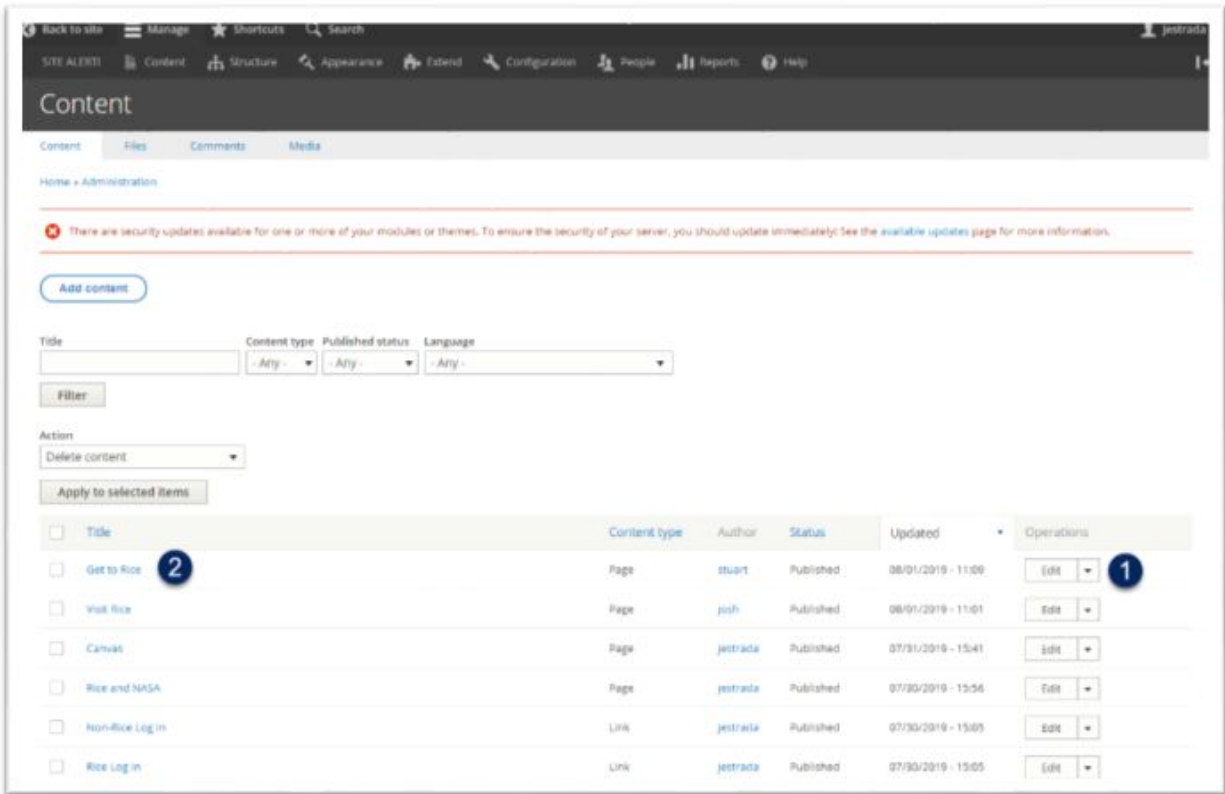 Back to site Manage Shortcuts Search jestrada
SITE ALERT! Content Structure Appearance Extend Configuration People Reports Help
Content
Content Files Comments Media
Home » Administration
There are security updates available for one or more of your modules or themes. To ensure the security of your server, you should update immediately! See the available updates page for more information.
Add content
Title Content type Published status Language
- Any - - Any - - Any -
Filter
Action
Delete content
Apply to selected items
Title Content type Author Status Updated Operations
Get to Rice 2 Page stuart Published 08/01/2019 - 11:09 Edit 1
Visit Rice Page josh Published 08/01/2019 - 11:01 Edit
Canvas Page jestrada Published 07/31/2019 - 15:41 Edit
Rice and NASA Page jestrada Published 07/30/2019 - 15:56 Edit
Non-Rice Log in Link jestrada Published 07/30/2019 - 15:05 Edit
Rice Log in Link jestrada Published 07/30/2019 - 15:05 Edit